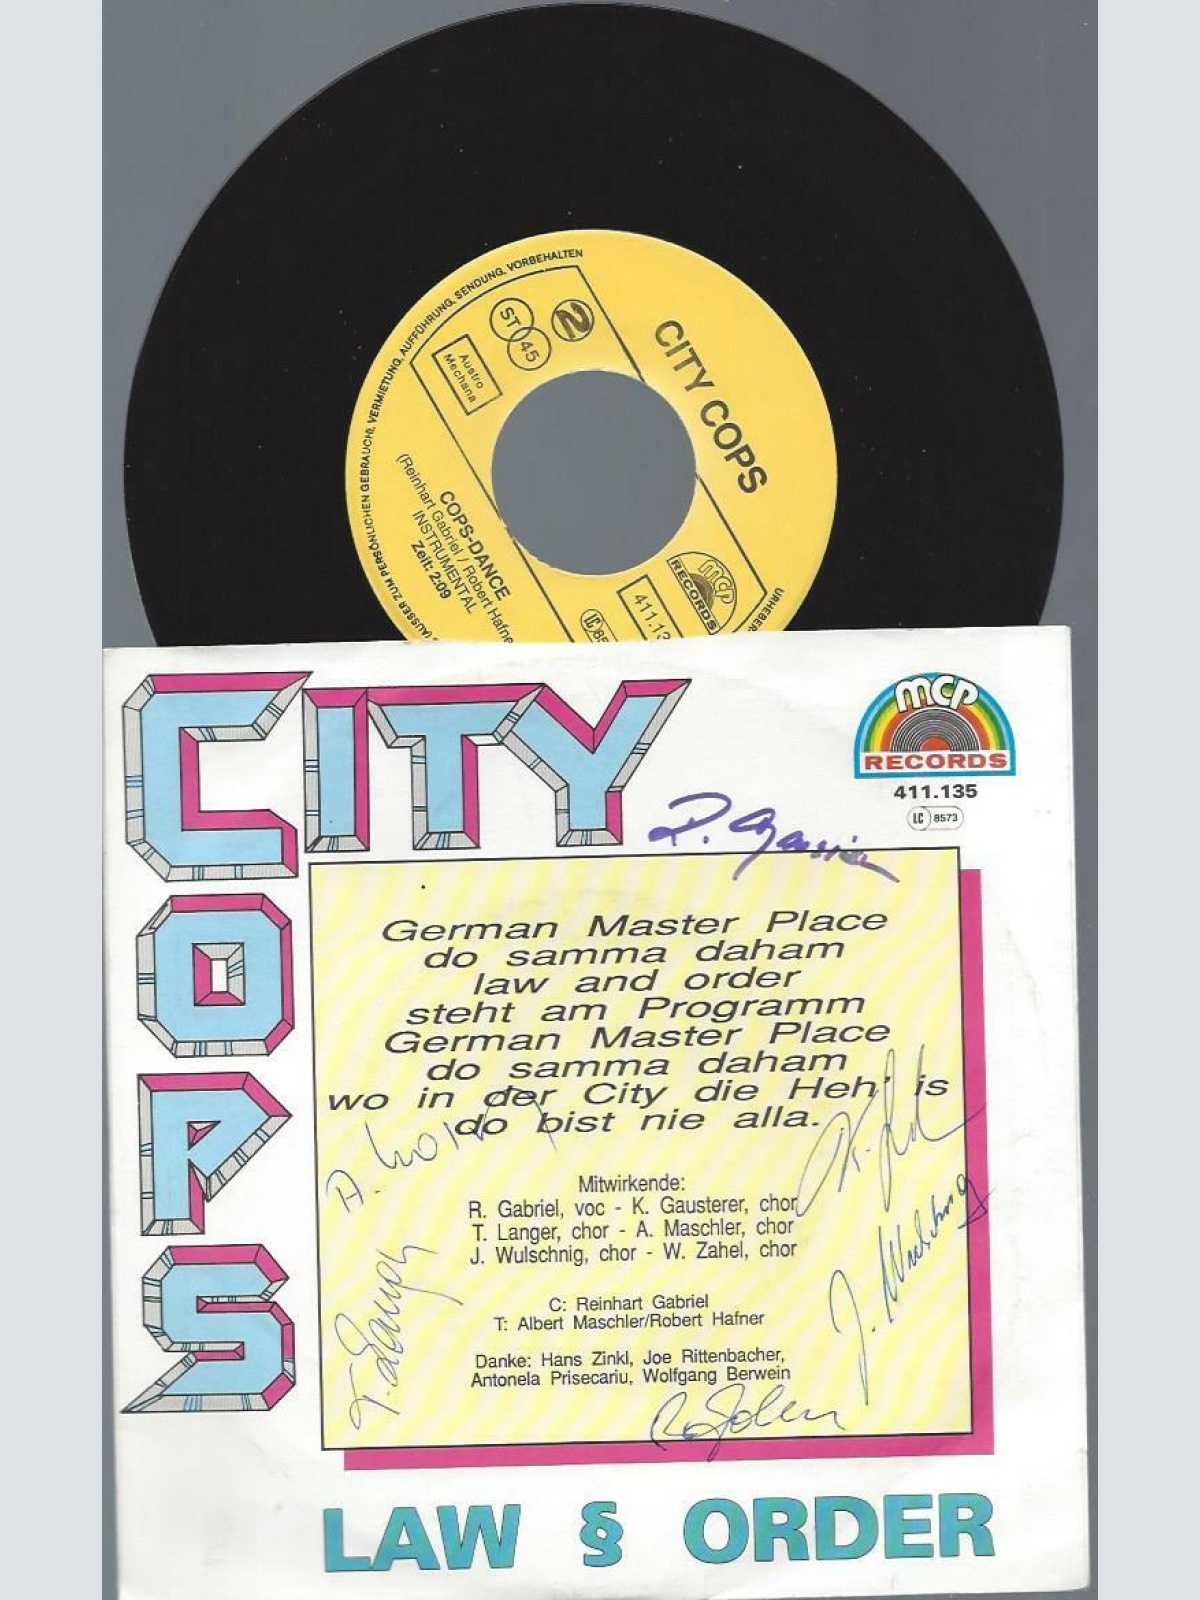 AUFFÜHRUNG, SENDUNG, VORBEHALTEN
(AUSSER ZUM PERSÖNLICHEN GEBRAUCH), VERMIETUNG,
ST 45
2
Austro
Mechana
CITY COPS
COPS-DANCE
(Reinhart Gabriel / Robert Hafne
INSTRUMENTAL
Zeit: 2:09
mcp
RECORDS
411.13
LC
URHEBER
CITY
COPS
mcp
RECORDS
411.135
LC 8573
German Master Place
do samma daham
law and order
steht am Programm
German Master Place
do samma daham
wo in der City die Heh' is
do bist nie alla.
Mitwirkende:
R. Gabriel, voc - K. Gausterer, chor
T. Langer, chor - A. Maschler, chor
J. Wulschnig, chor - W. Zahel, chor
J. Wulschnig
C: Reinhart Gabriel
T: Albert Maschler/Robert Hafner
Danke: Hans Zinkl, Joe Rittenbacher,
Antonela Prisecariu, Wolfgang Berwein
LAW § ORDER